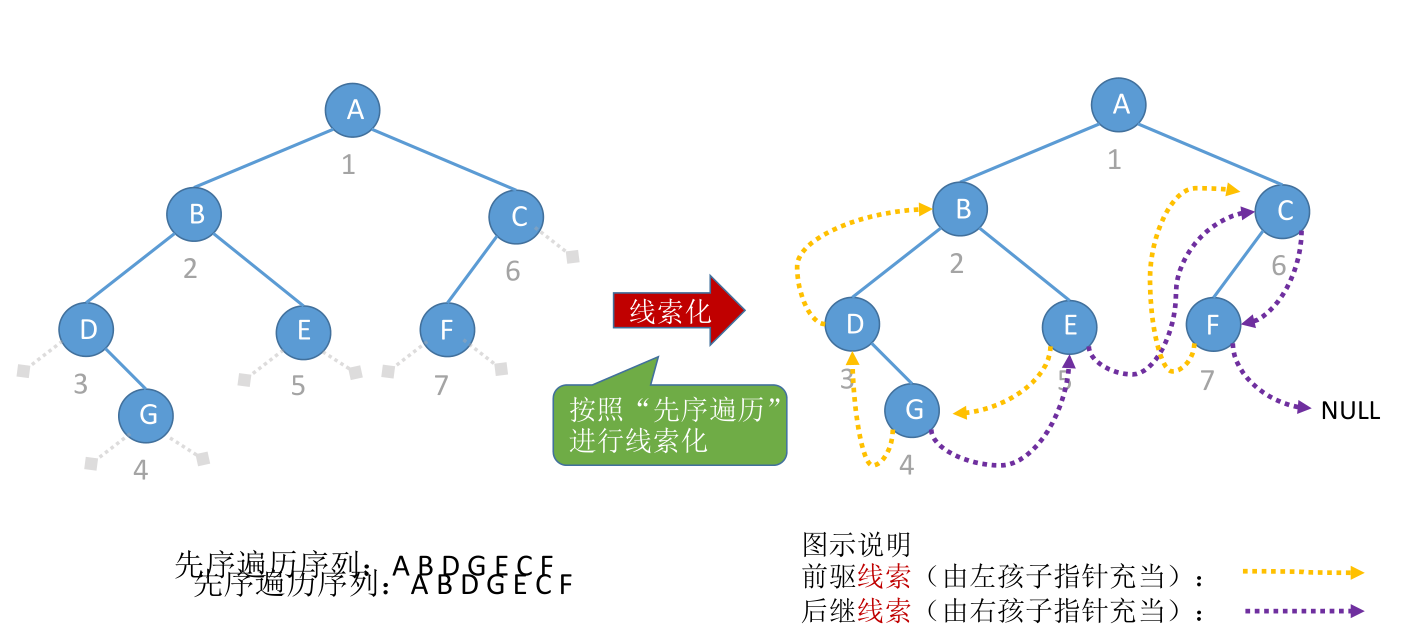 A
1
B
C
2
6
D
E
F
3
5
7
G
4
线索化
按照“先序遍历”
进行线索化
A
1
B
C
2
6
D
E
F
3
5
7
G
4
NULL
先序遍历序列：A B D G E C F
先序遍历序列：A B D G E C F
图示说明
前驱线索（由左孩子指针充当）：
后继线索（由右孩子指针充当）：